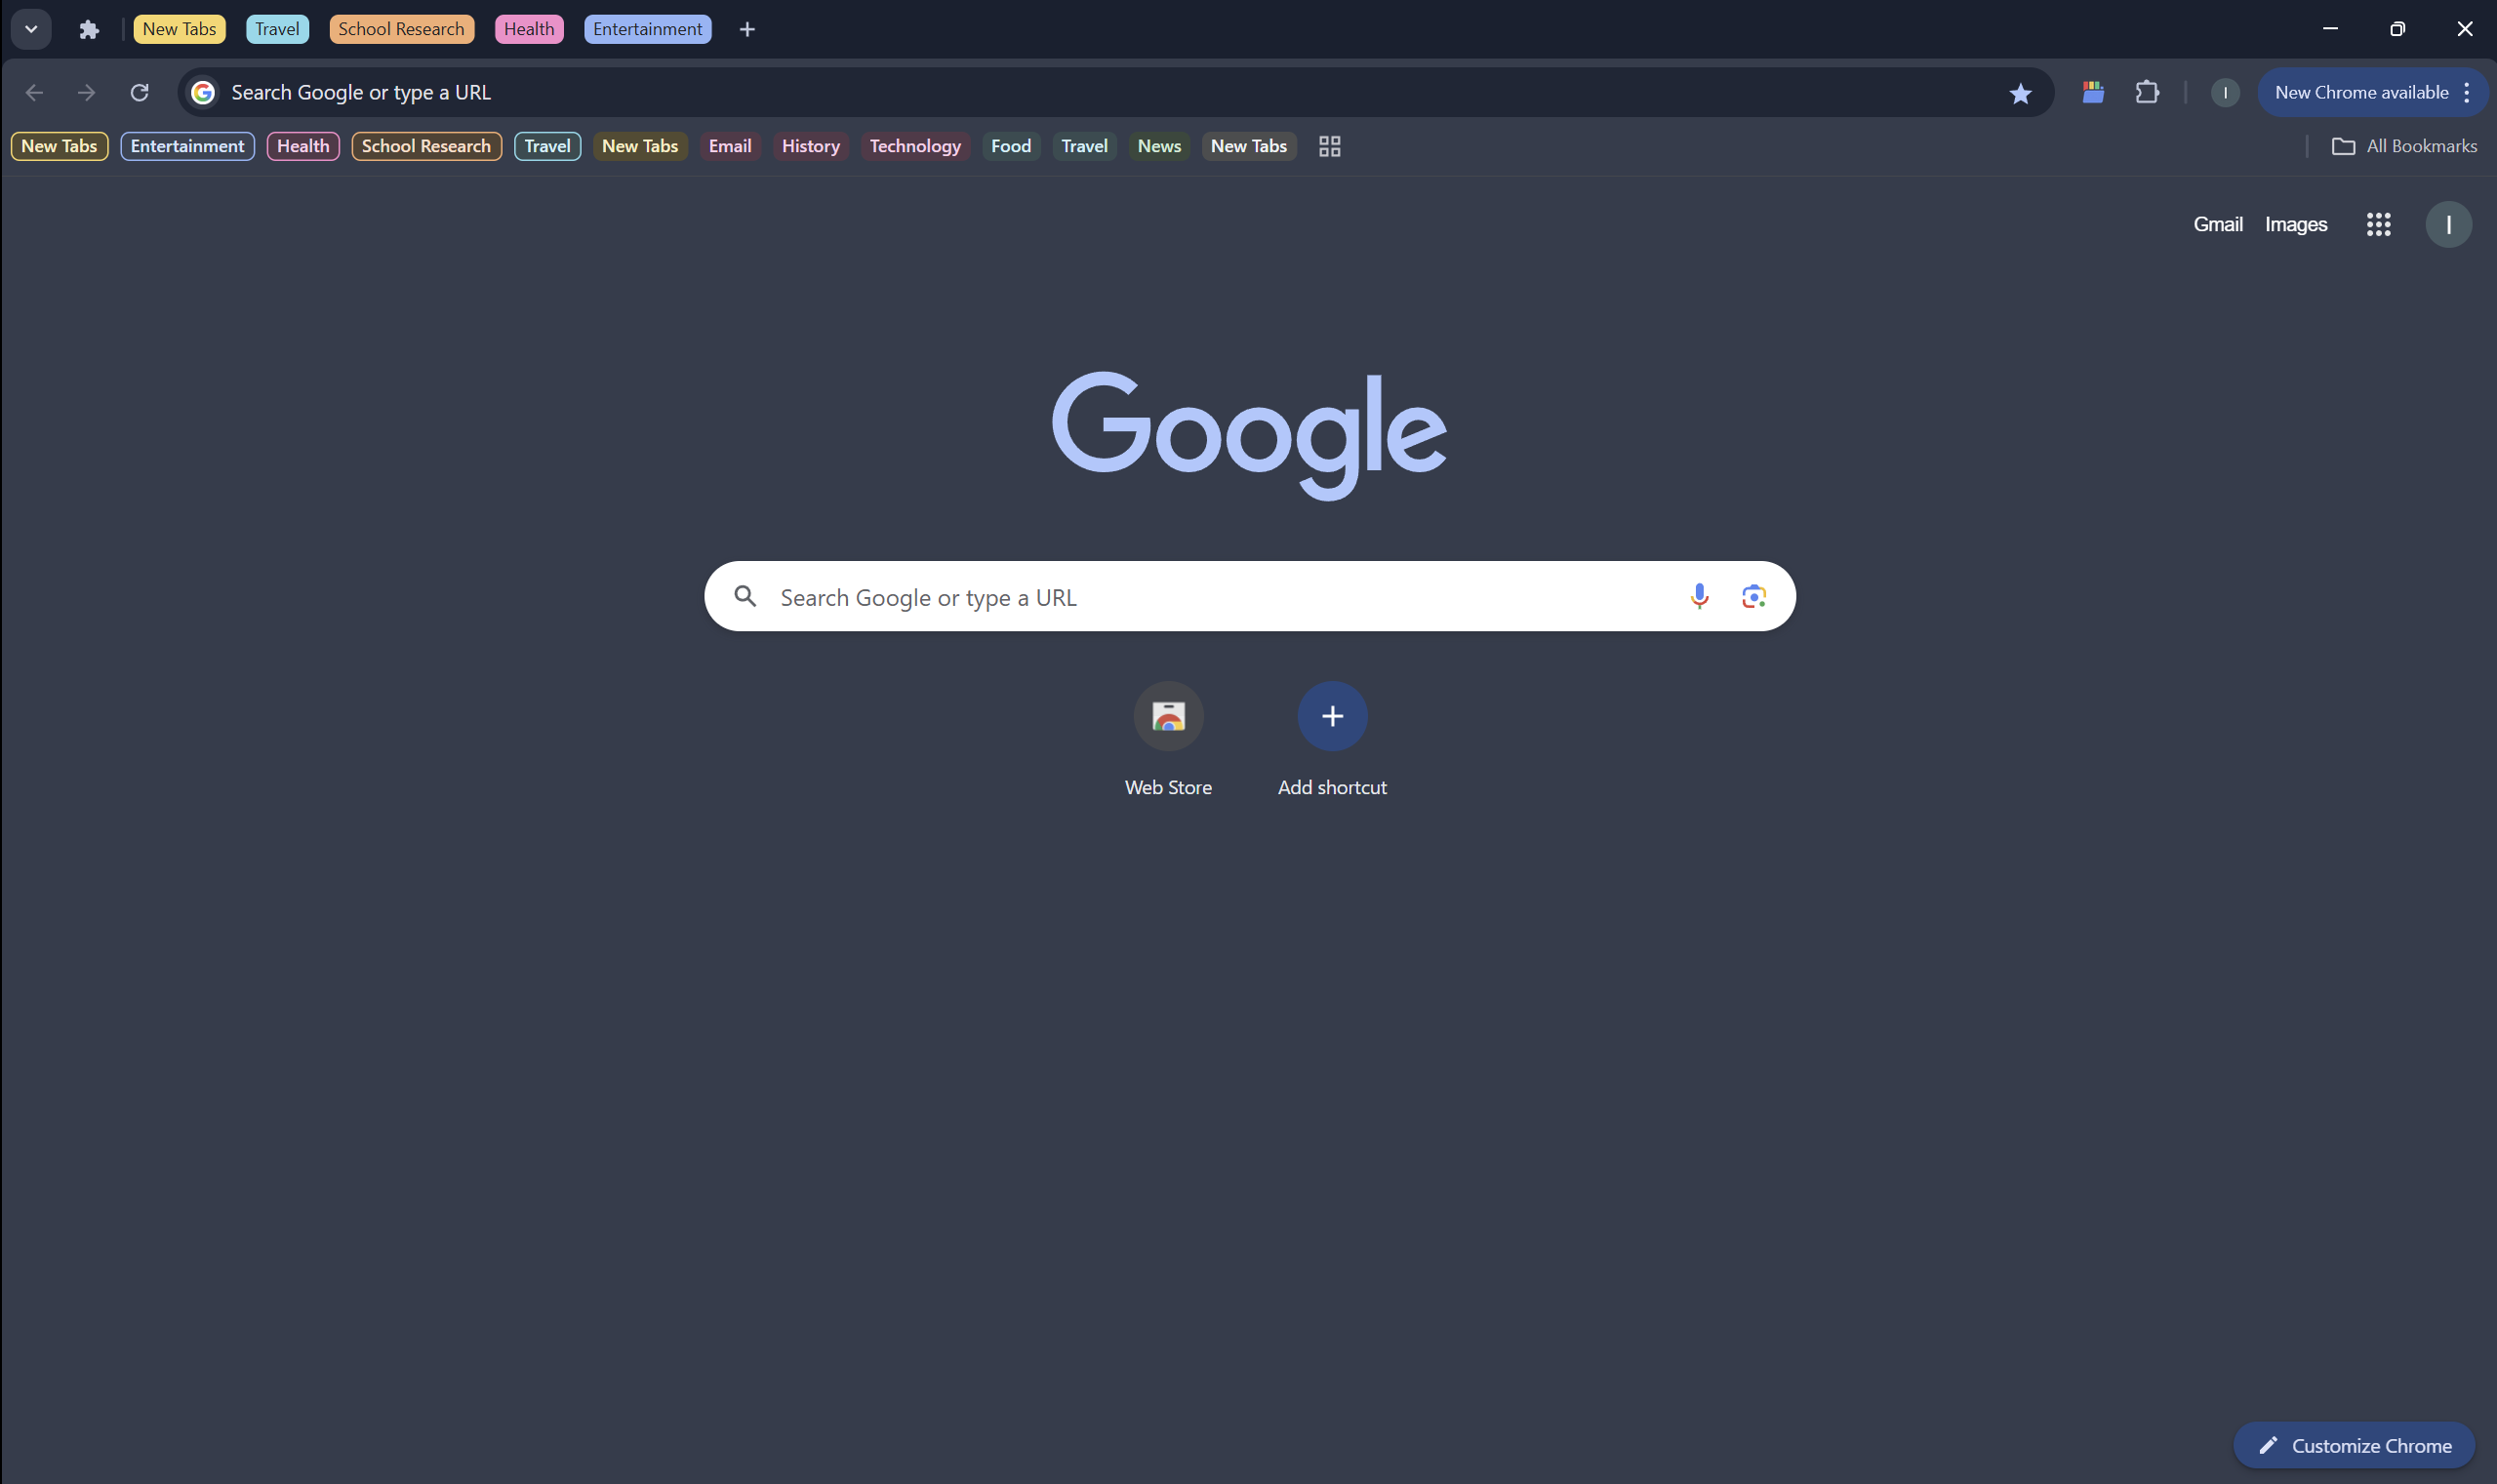 New Tabs Travel School Research Health Entertainment
Search Google or type a URL I New Chrome available
New Tabs Entertainment Health School Research Travel New Tabs Email History Technology Food Travel News New Tabs All Bookmarks
Gmail Images I
Google
Search Google or type a URL
Web Store Add shortcut
Customize Chrome